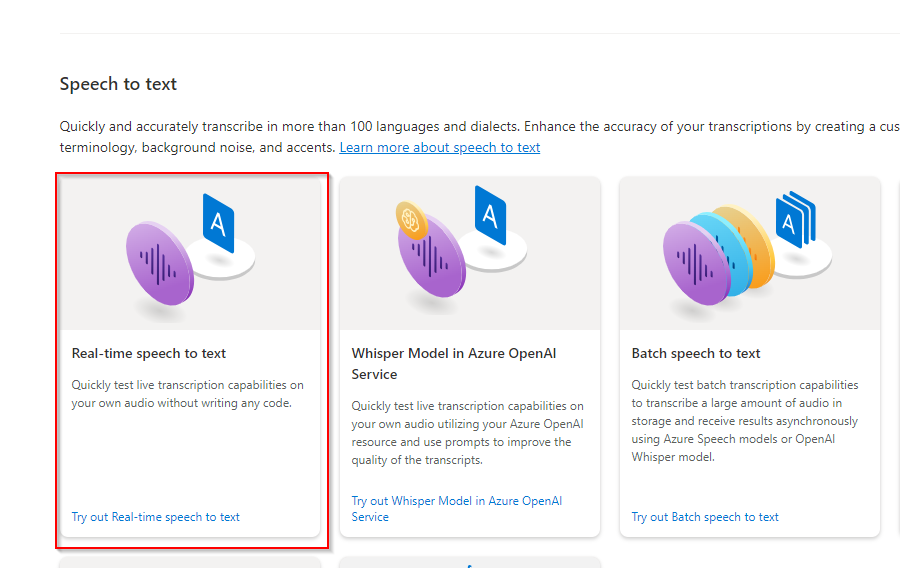 Speech to text
Quickly and accurately transcribe in more than 100 languages and dialects. Enhance the accuracy of your transcriptions by creating a
terminology, background noise, and accents. Learn more about speech to text
A
A
A
Real-time speech to text
Quickly test live transcription capabilities on
your own audio without writing any code.
Try out Real-time speech to text
Whisper Model in Azure OpenAI
Service
Quickly test live transcription capabilities on
your own audio utilizing your Azure OpenAI
resource and use prompts to improve the
quality of the transcripts.
Try out Whisper Model in Azure OpenAI
Service
Batch speech to text
Quickly test batch transcription capabilities
to transcribe a large amount of audio in
storage and receive results asynchronously
using Azure Speech models or OpenAI
Whisper model.
Try out Batch speech to text